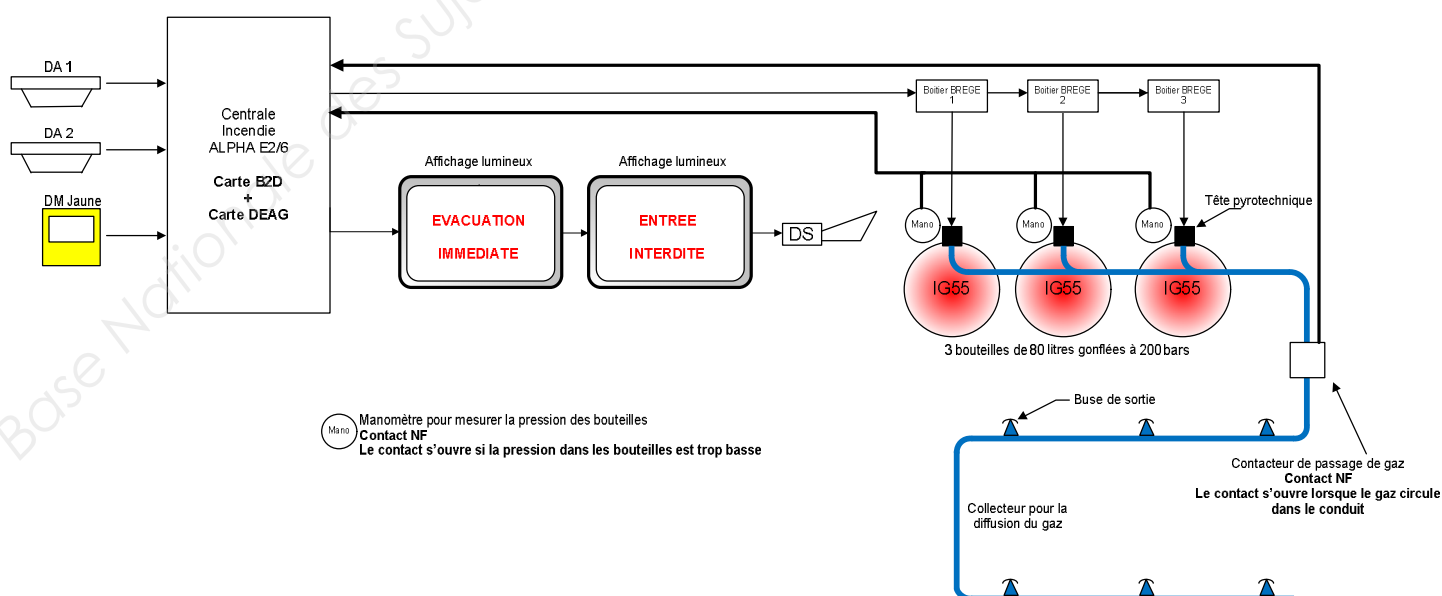 DA 1
DA 2
DM Jaune
Centrale
Incendie
ALPHA E2/6
Carte B2D
+
Carte DEAG
Affichage lumineux
EVACUATION
IMMEDIATE
Affichage lumineux
ENTREE
INTERDITE
DS
Boitier BREGE
1
Boitier BREGE
2
Boitier BREGE
3
Tête pyrotechnique
Mano
Mano
Mano
IG55
IG55
IG55
3 bouteilles de 80 litres gonflées à 200 bars
Mano
Manomètre pour mesurer la pression des bouteilles
Contact NF
Le contact s'ouvre si la pression dans les bouteilles est trop basse
Buse de sortie
Contacteur de passage de gaz
Contact NF
Le contact s'ouvre lorsque le gaz circule
dans le conduit
Collecteur pour la
diffusion du gaz
Base Nationale des Suj